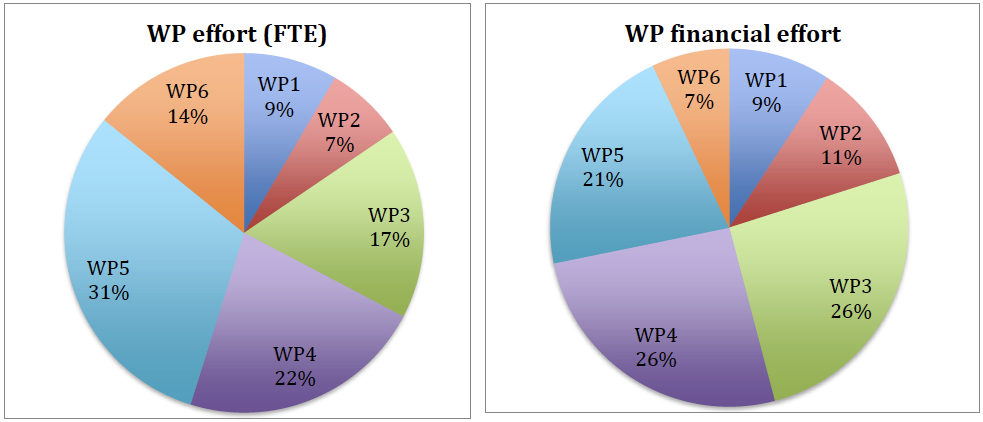 WP effort (FTE)
WP1
9%
WP2
7%
WP3
17%
WP4
22%
WP5
31%
WP6
14%
WP financial effort
WP1
9%
WP2
11%
WP3
26%
WP4
26%
WP5
21%
WP6
7%